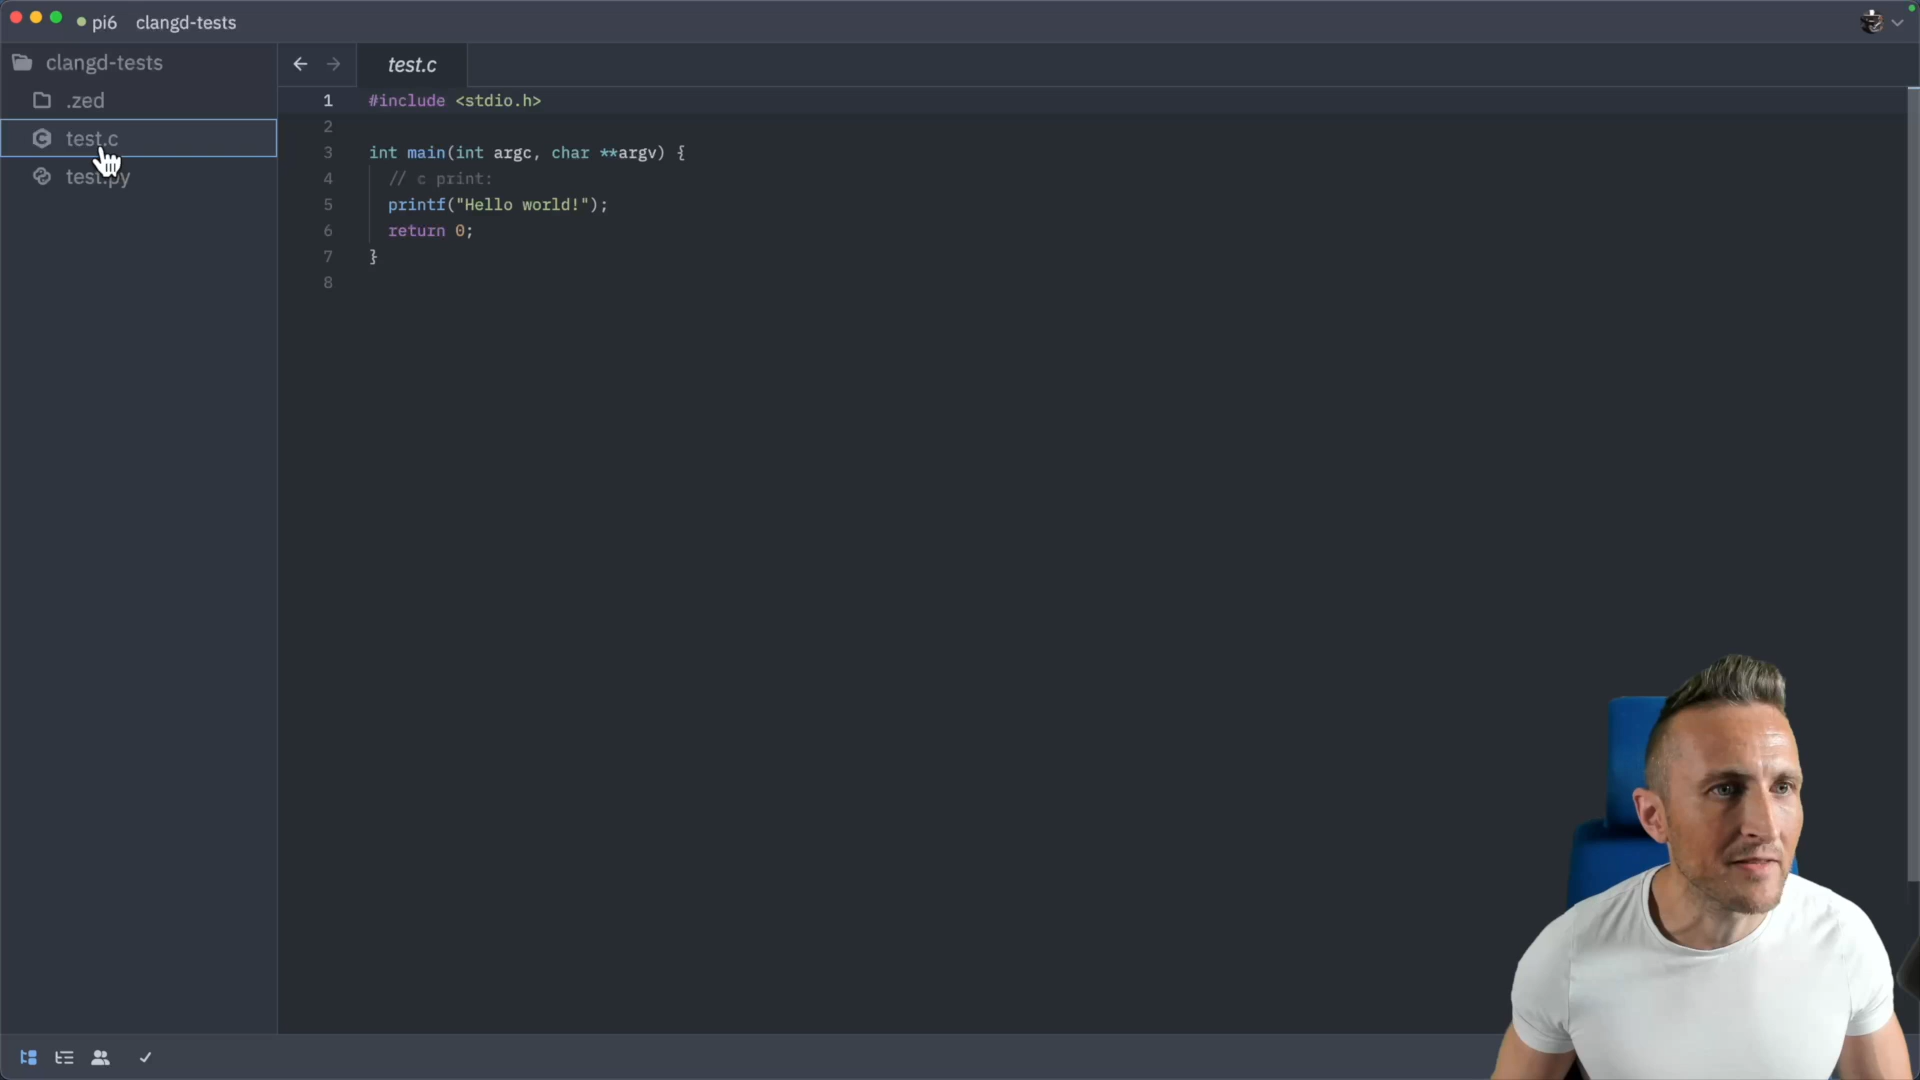 pi6 clangd-tests
clangd-tests
.zed
test.c
test.py
test.c
1 #include <stdio.h>
2
3 int main(int argc, char **argv) {
4 // c print:
5 printf("Hello world!");
6 return 0;
7 }
8